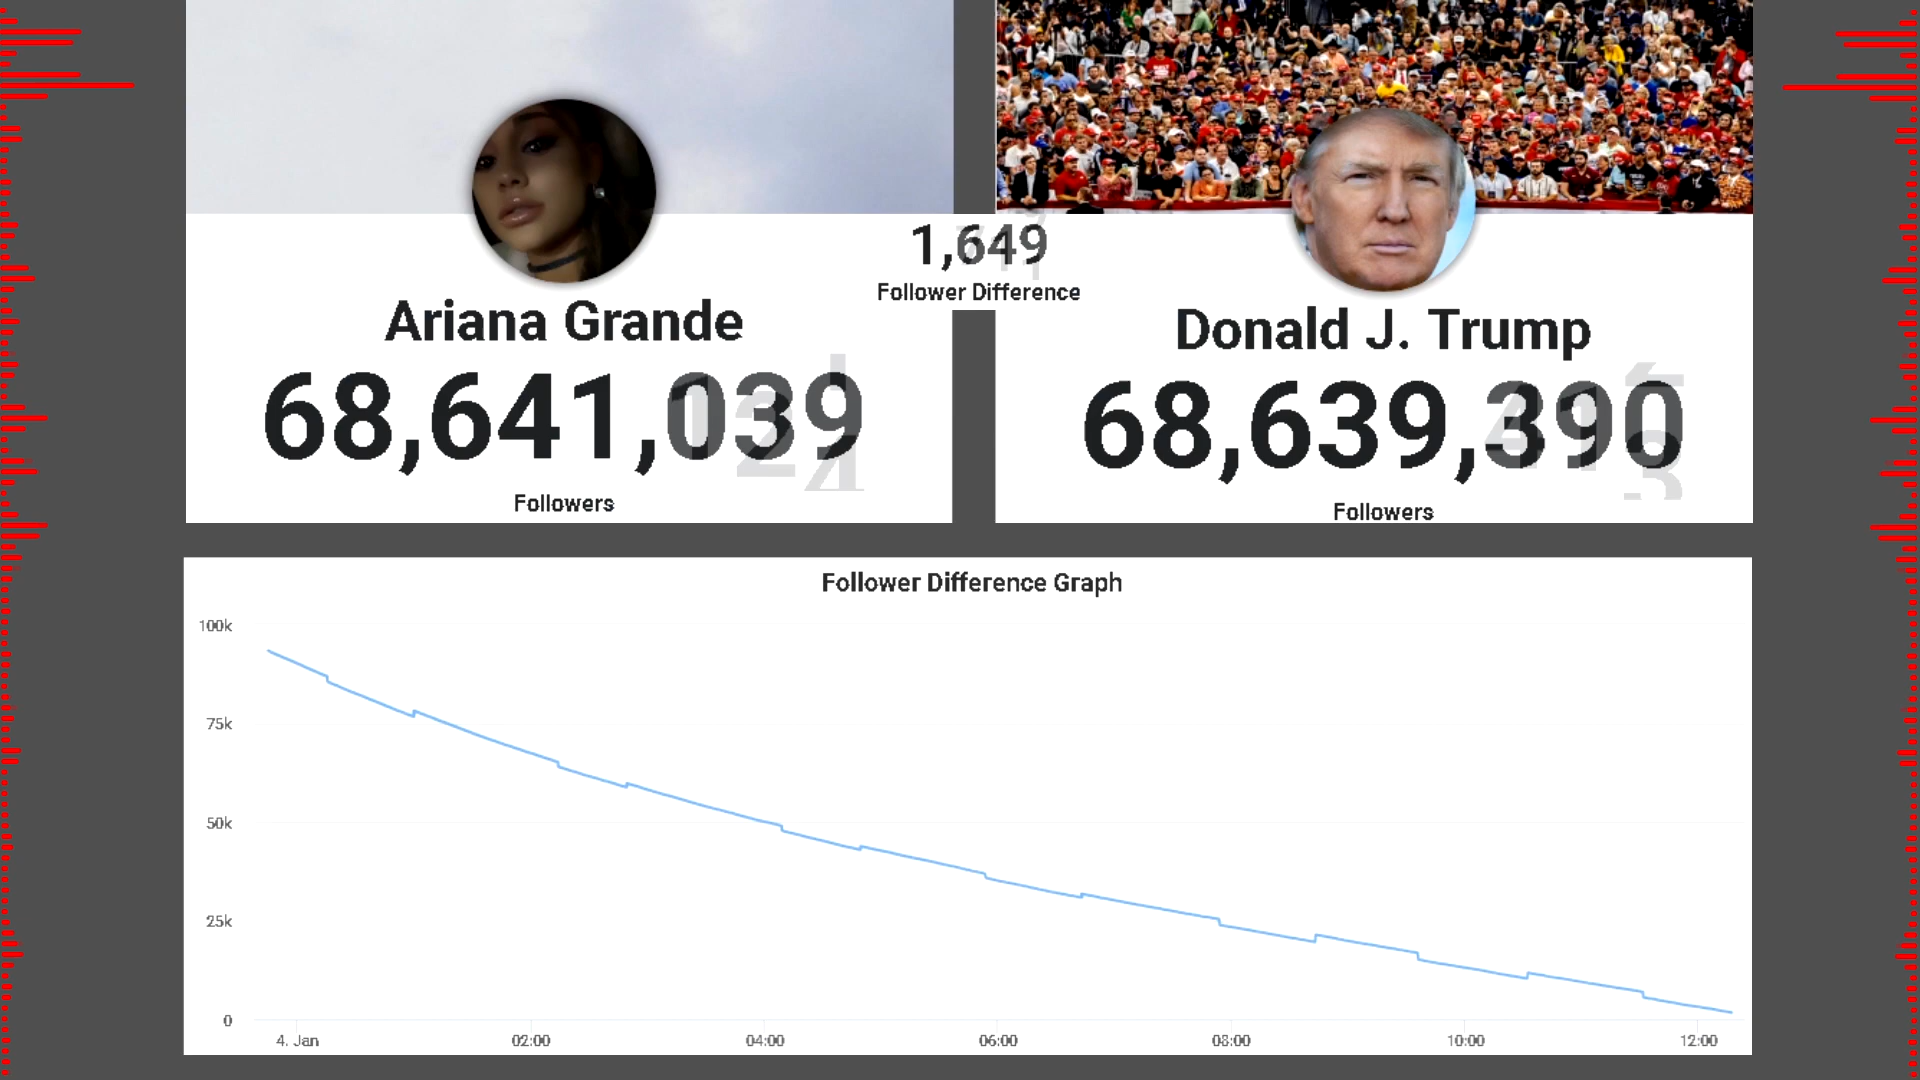 1,649
Follower Difference
Ariana Grande
68,641,039
Followers
Donald J. Trump
68,639,390
Followers
Follower Difference Graph
100k
75k
50k
25k
0
4. Jan 02:00 04:00 06:00 08:00 10:00 12:00